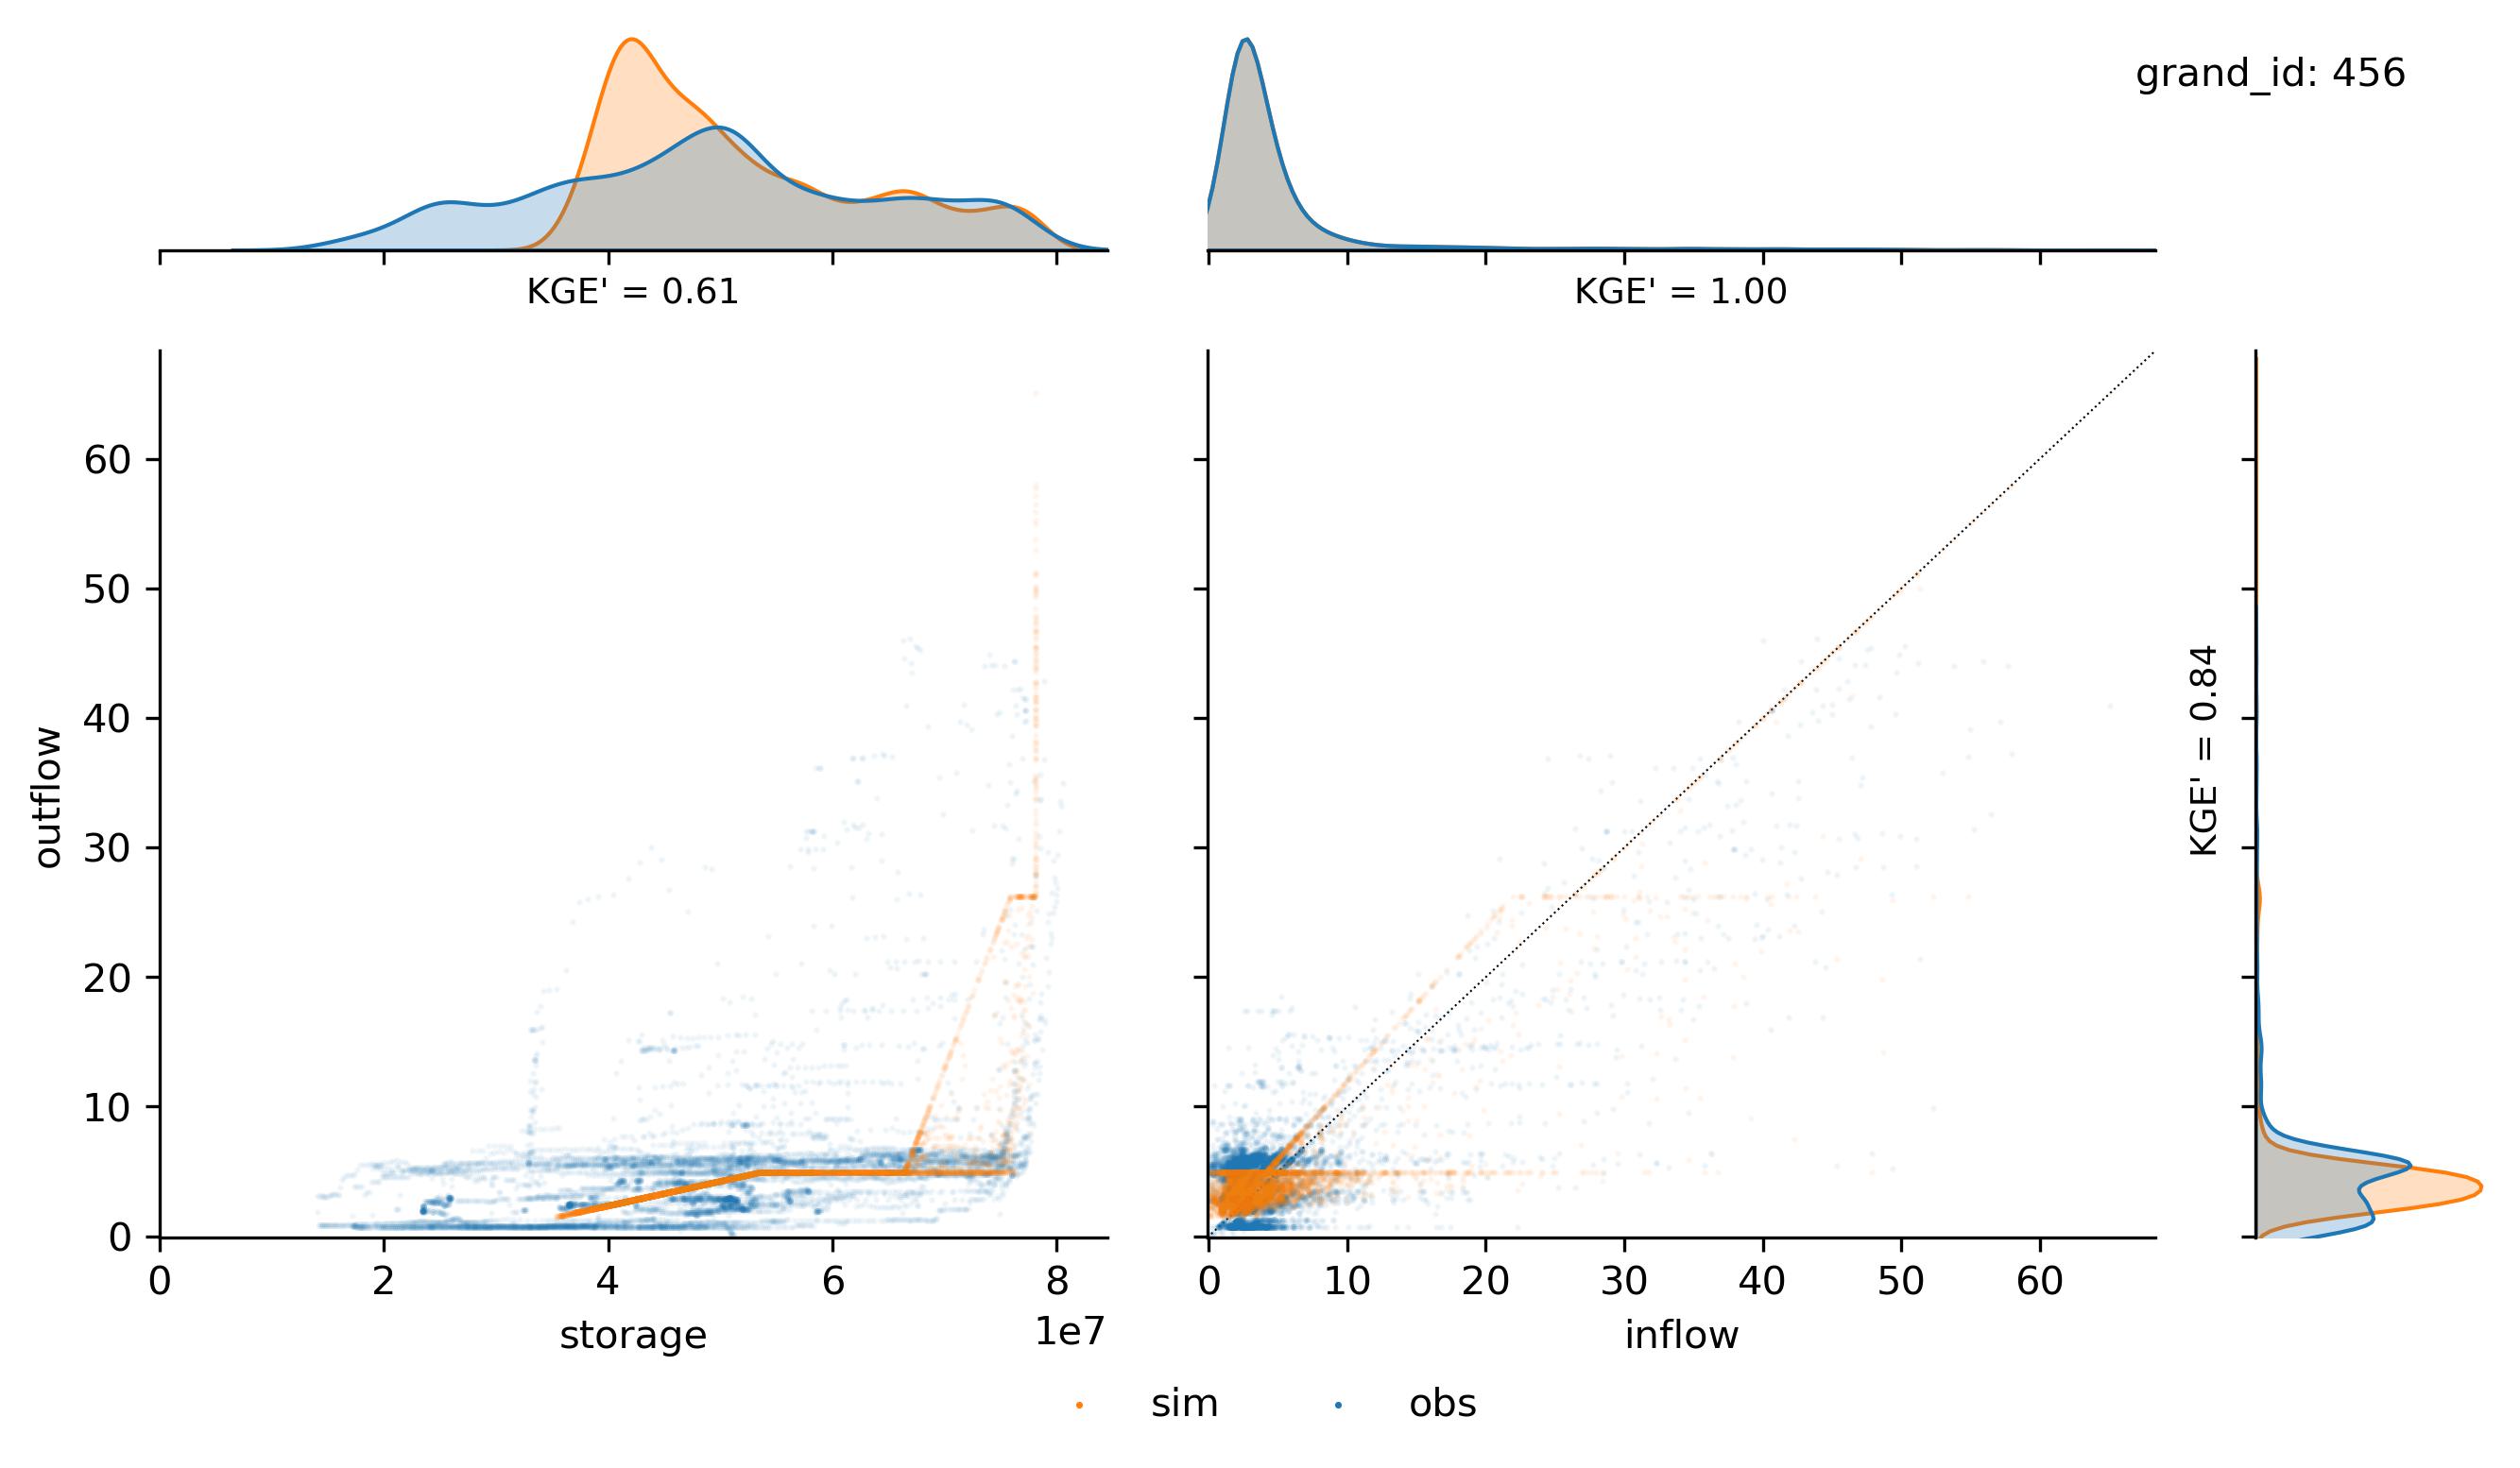 grand_id: 456
KGE' = 0.61
KGE' = 1.00
60
50
40
30
20
10
0
outflow
KGE' = 0.84
0 2 4 6 8
1e7
storage
0 10 20 30 40 50 60
inflow
sim obs